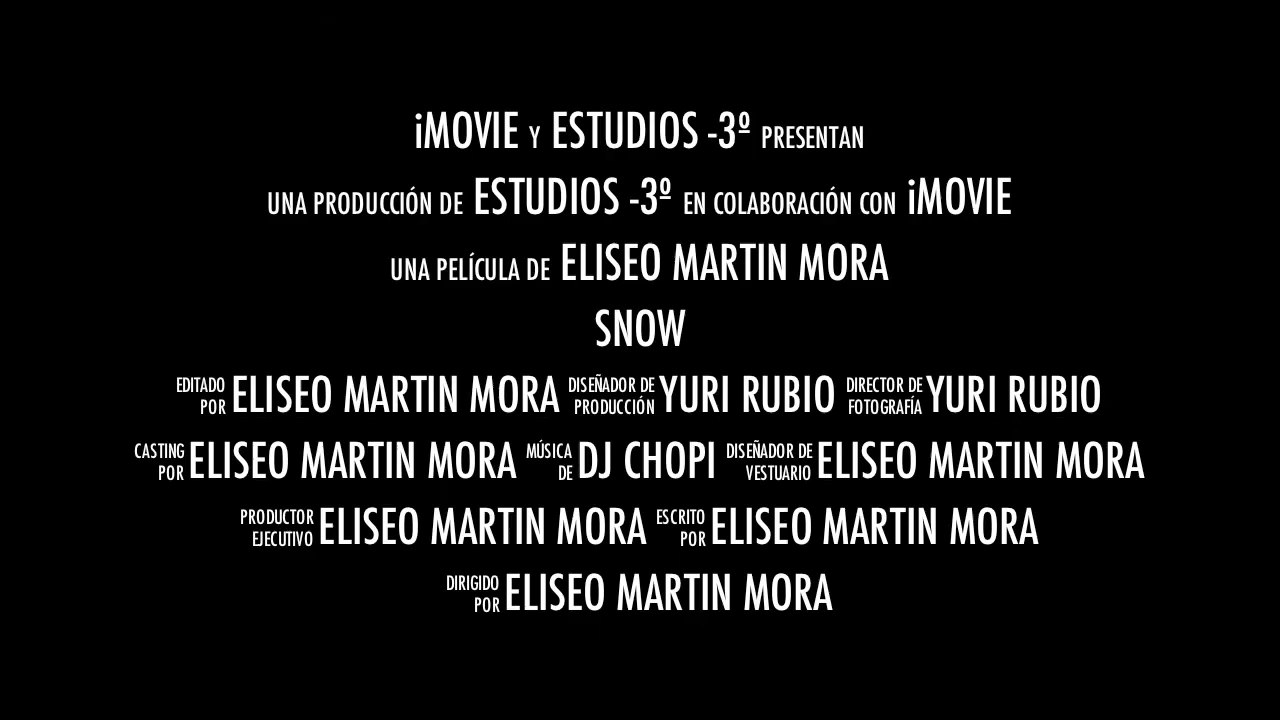 iMOVIE Y ESTUDIOS -3º PRESENTAN
UNA PRODUCCIÓN DE ESTUDIOS -3º EN COLABORACIÓN CON iMOVIE
UNA PELÍCULA DE ELISEO MARTIN MORA
SNOW
EDITADO POR ELISEO MARTIN MORA DISEÑADOR DE PRODUCCIÓN YURI RUBIO DIRECTOR DE FOTOGRAFÍA YURI RUBIO
CASTING POR ELISEO MARTIN MORA MÚSICA DE DJ CHOPI DISEÑADOR DE VESTUARIO ELISEO MARTIN MORA
PRODUCTOR EJECUTIVO ELISEO MARTIN MORA ESCRITO POR ELISEO MARTIN MORA
DIRIGIDO POR ELISEO MARTIN MORA